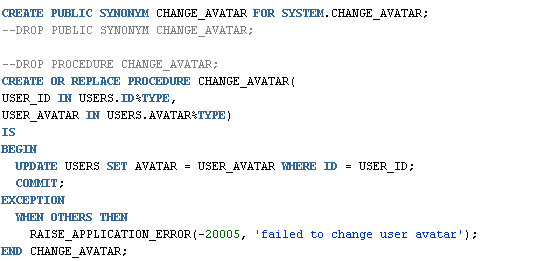 CREATE PUBLIC SYNONYM CHANGE_AVATAR FOR SYSTEM.CHANGE_AVATAR;
--DROP PUBLIC SYNONYM CHANGE_AVATAR;
--DROP PROCEDURE CHANGE_AVATAR;
CREATE OR REPLACE PROCEDURE CHANGE_AVATAR(
USER_ID IN USERS.ID%TYPE,
USER_AVATAR IN USERS.AVATAR%TYPE)
IS
BEGIN
UPDATE USERS SET AVATAR = USER_AVATAR WHERE ID = USER_ID;
COMMIT;
EXCEPTION
WHEN OTHERS THEN
RAISE_APPLICATION_ERROR(-20005, 'failed to change user avatar');
END CHANGE_AVATAR;